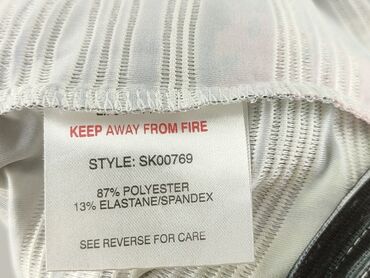 KEEP AWAY FROM FIRE
STYLE: SK00769
87% POLYESTER
13% ELASTANE/SPANDEX
SEE REVERSE FOR CARE